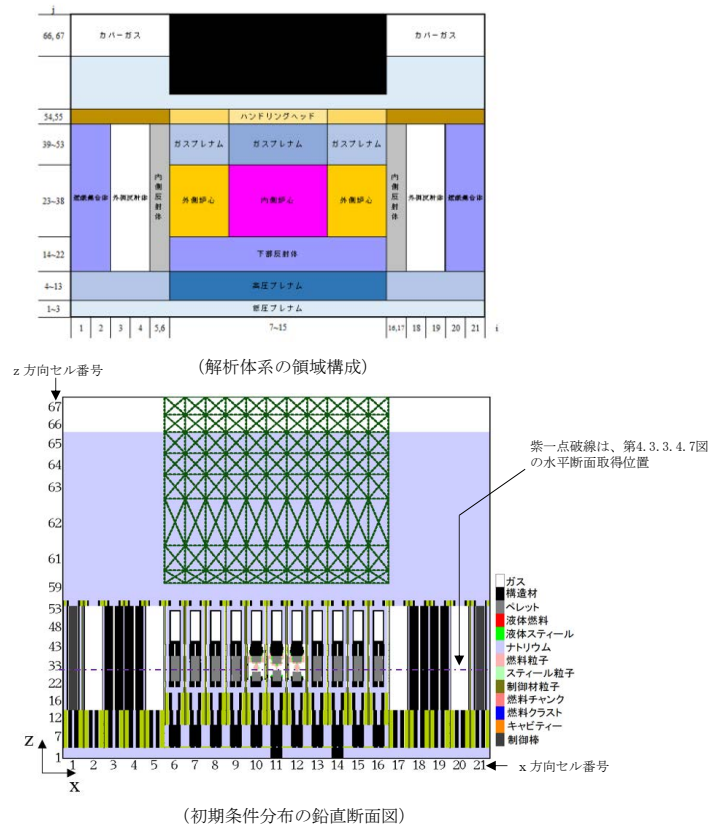 j
66, 67
カバーガス
カバーガス
54,55
ハンドリングヘッド
39~53
ガスプレナム
ガスプレナム
ガスプレナム
23~38
遮蔽集合体
外側反射体
内側反射体
外側炉心
内側炉心
外側炉心
内側反射体
外側反射体
遮蔽集合体
14~22
下部反射体
4~13
高圧プレナム
1~3
低圧プレナム
1 2 3 4 5,6 7~15 16,17 18 19 20 21 i
(解析体系の領域構成)
z 方向セル番号
67
66
65
64
63
62
61
59
53
48
43
33
22
16
12
7
1
紫一点破線は、第4.3.3.4.7図
の水平断面取得位置
ガス
構造材
ペレット
液体燃料
液体スティール
ナトリウム
燃料粒子
スティール粒子
制御材粒子
燃料チャンク
燃料クラスト
キャビティー
制御棒
Z
X
1 2 3 4 5 6 7 8 9 10 11 12 13 14 15 16 17 18 19 20 21
x 方向セル番号
(初期条件分布の鉛直断面図)